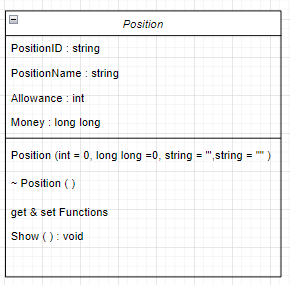 Position
PositionID : string
PositionName : string
Allowance : int
Money : long long
Position (int = 0, long long =0, string = "",string = "" )
~ Position ( )
get & set Functions
Show ( ) : void